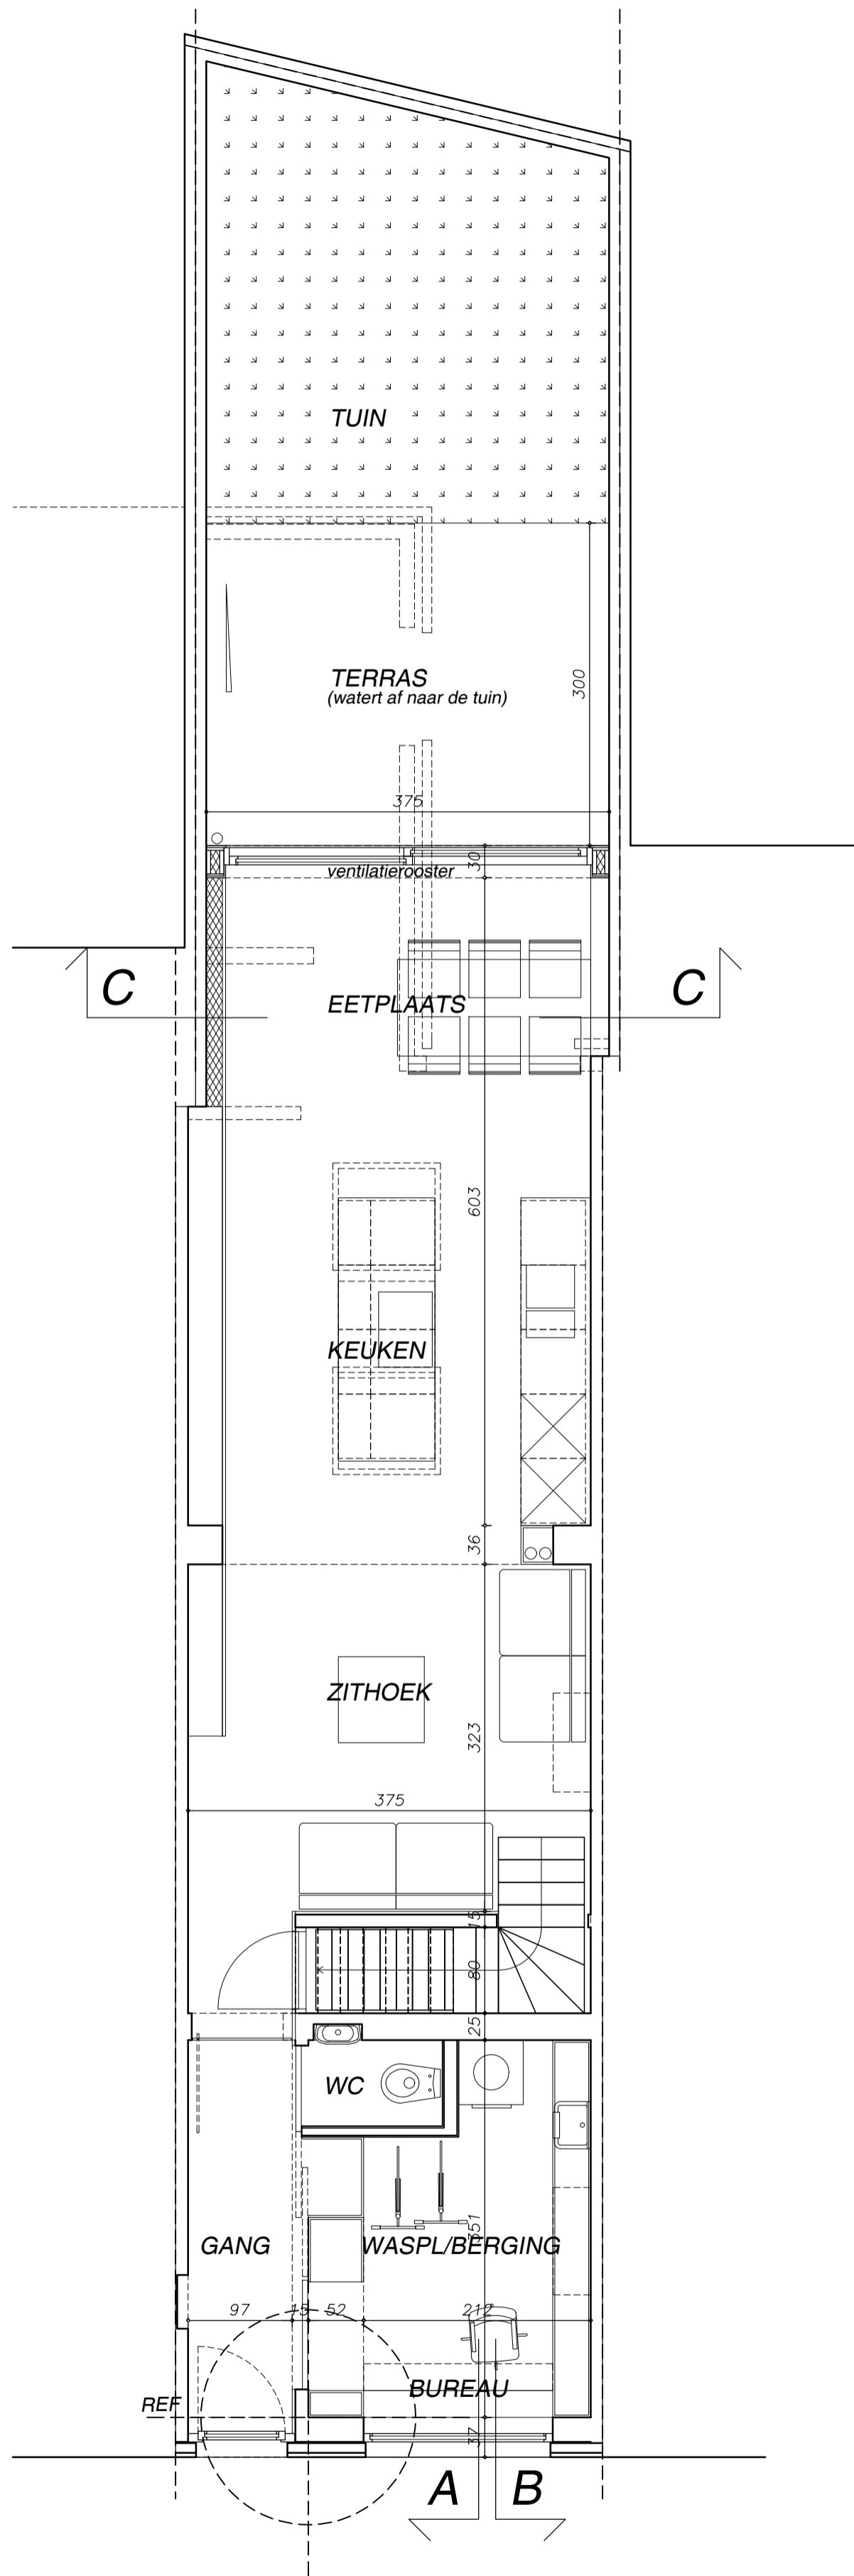 TUIN
TERRAS
(watert af naar de tuin)
300
375
30
ventilatierooster
C
C
EETPLAATS
603
KEUKEN
36
ZITHOEK
323
375
15
80
25
WC
351
GANG
WASPL/BERGING
97
15
52
212
BUREAU
REF
37
A
B